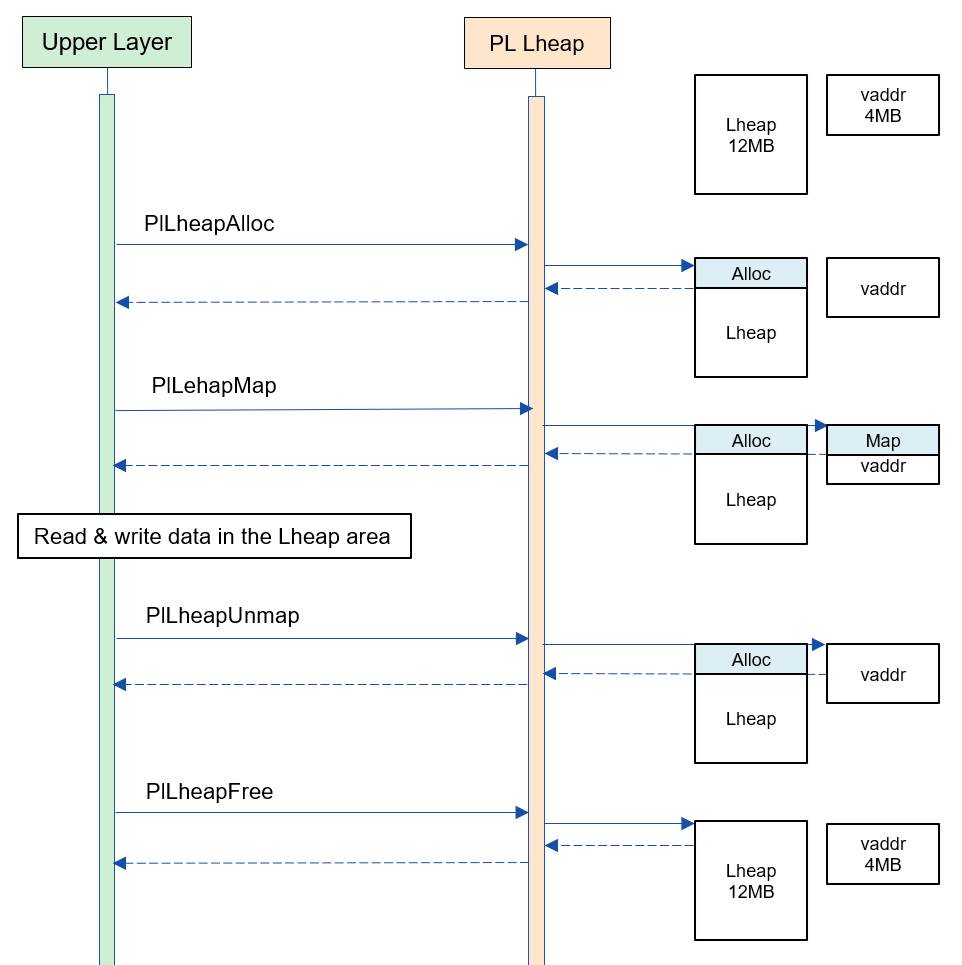 Upper Layer
PL Lheap
Lheap
12MB
vaddr
4MB
PlLheapAlloc
Alloc
Lheap
vaddr
PlLehapMap
Alloc
Lheap
Map
vaddr
Read & write data in the Lheap area
PlLheapUnmap
Alloc
Lheap
vaddr
PlLheapFree
Lheap
12MB
vaddr
4MB